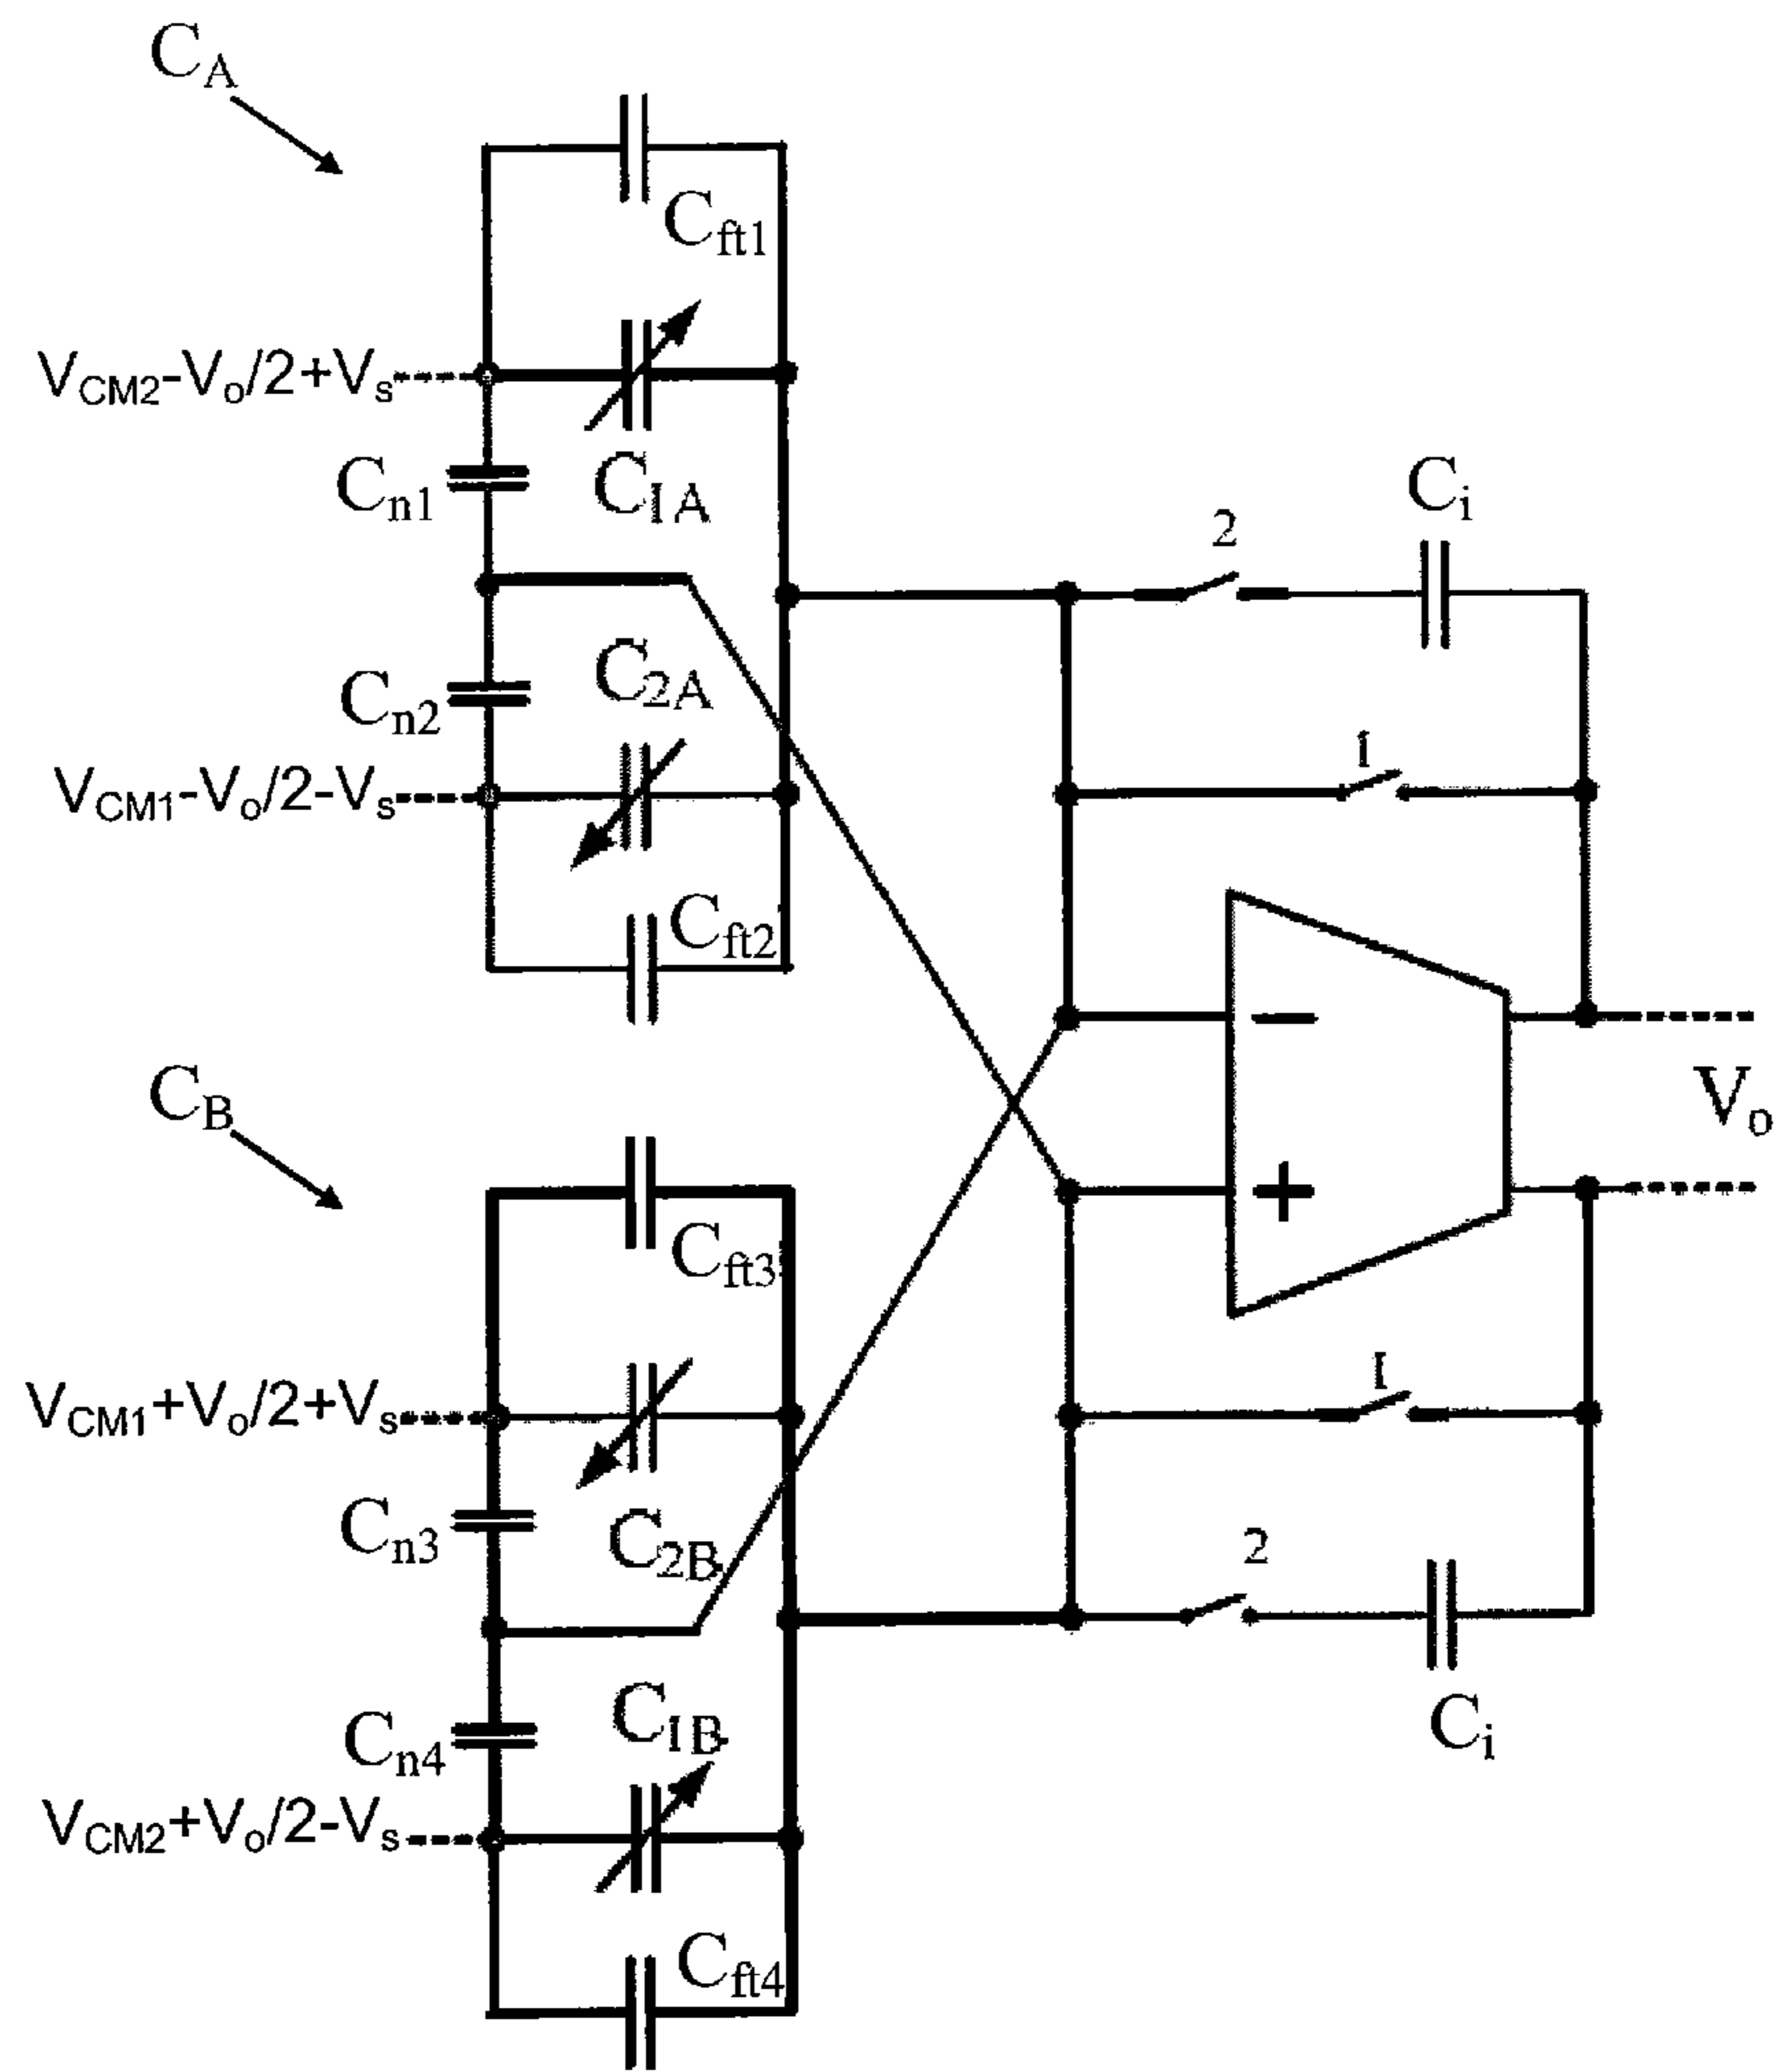 C_A
C_ft1
V_CM2-V_o/2+V_s
C_n1
C_1A
C_i
2
C_n2
C_2A
1
V_CM1-V_o/2-V_s
C_ft2
−
C_B
V_o
+
C_ft3
V_CM1+V_o/2+V_s
1
C_n3
C_2B
2
C_n4
C_1B
C_i
V_CM2+V_o/2-V_s
C_ft4